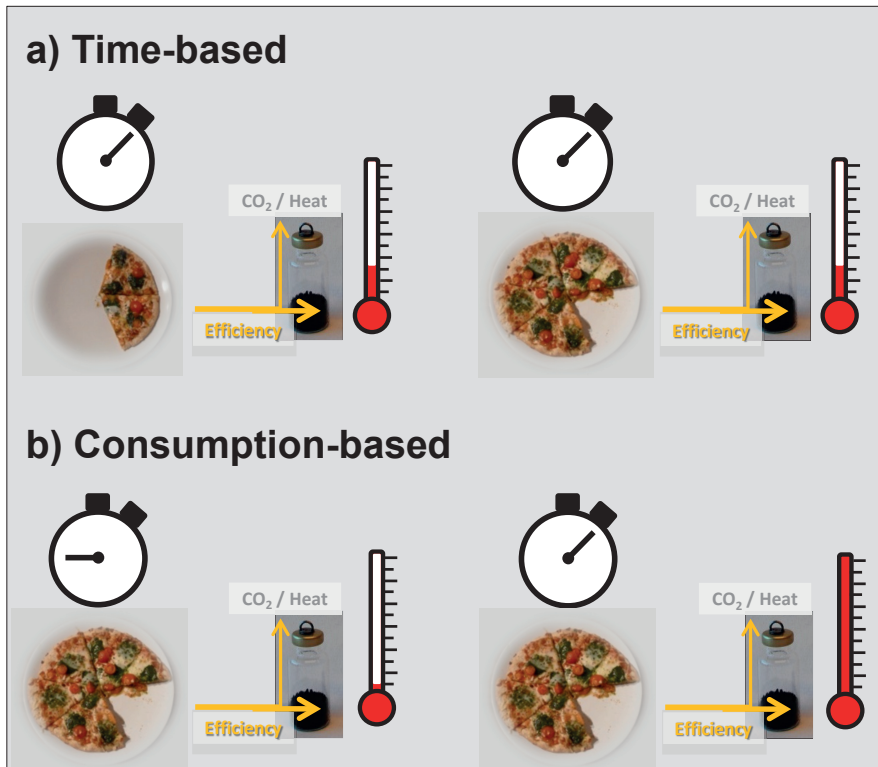 a) Time-based
CO₂ / Heat
Efficiency
CO₂ / Heat
Efficiency
b) Consumption-based
CO₂ / Heat
Efficiency
CO₂ / Heat
Efficiency